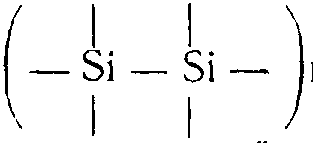 ( — Si — Si — )